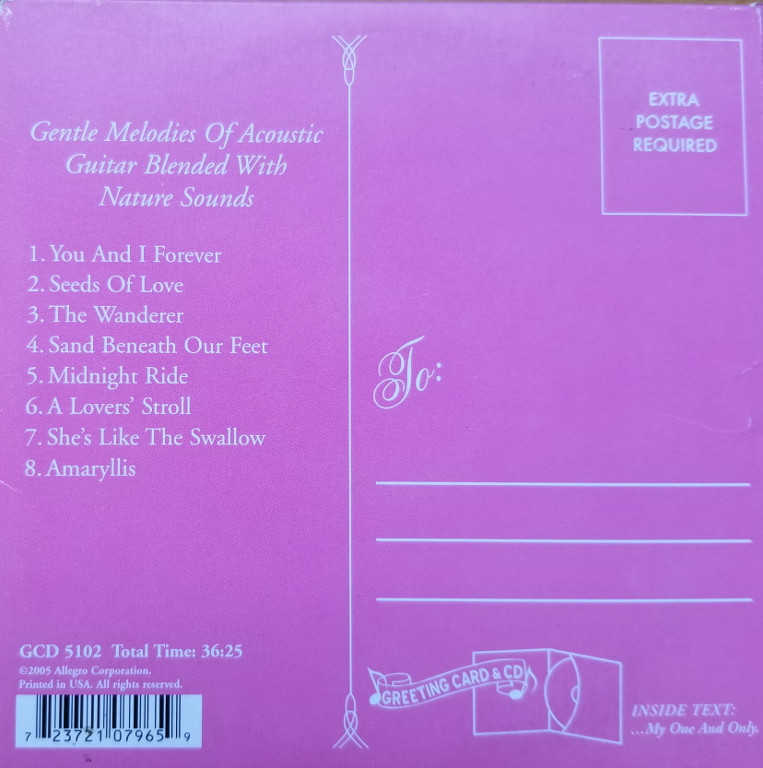 Gentle Melodies Of Acoustic
Guitar Blended With
Nature Sounds
1. You And I Forever
2. Seeds Of Love
3. The Wanderer
4. Sand Beneath Our Feet
5. Midnight Ride
6. A Lovers' Stroll
7. She's Like The Swallow
8. Amaryllis
GCD 5102 Total Time: 36:25
©2005 Allegro Corporation.
Printed in USA. All rights reserved.
7 23721 07965 9
EXTRA
POSTAGE
REQUIRED
To:
GREETING CARD & CD
INSIDE TEXT:
...My One And Only.